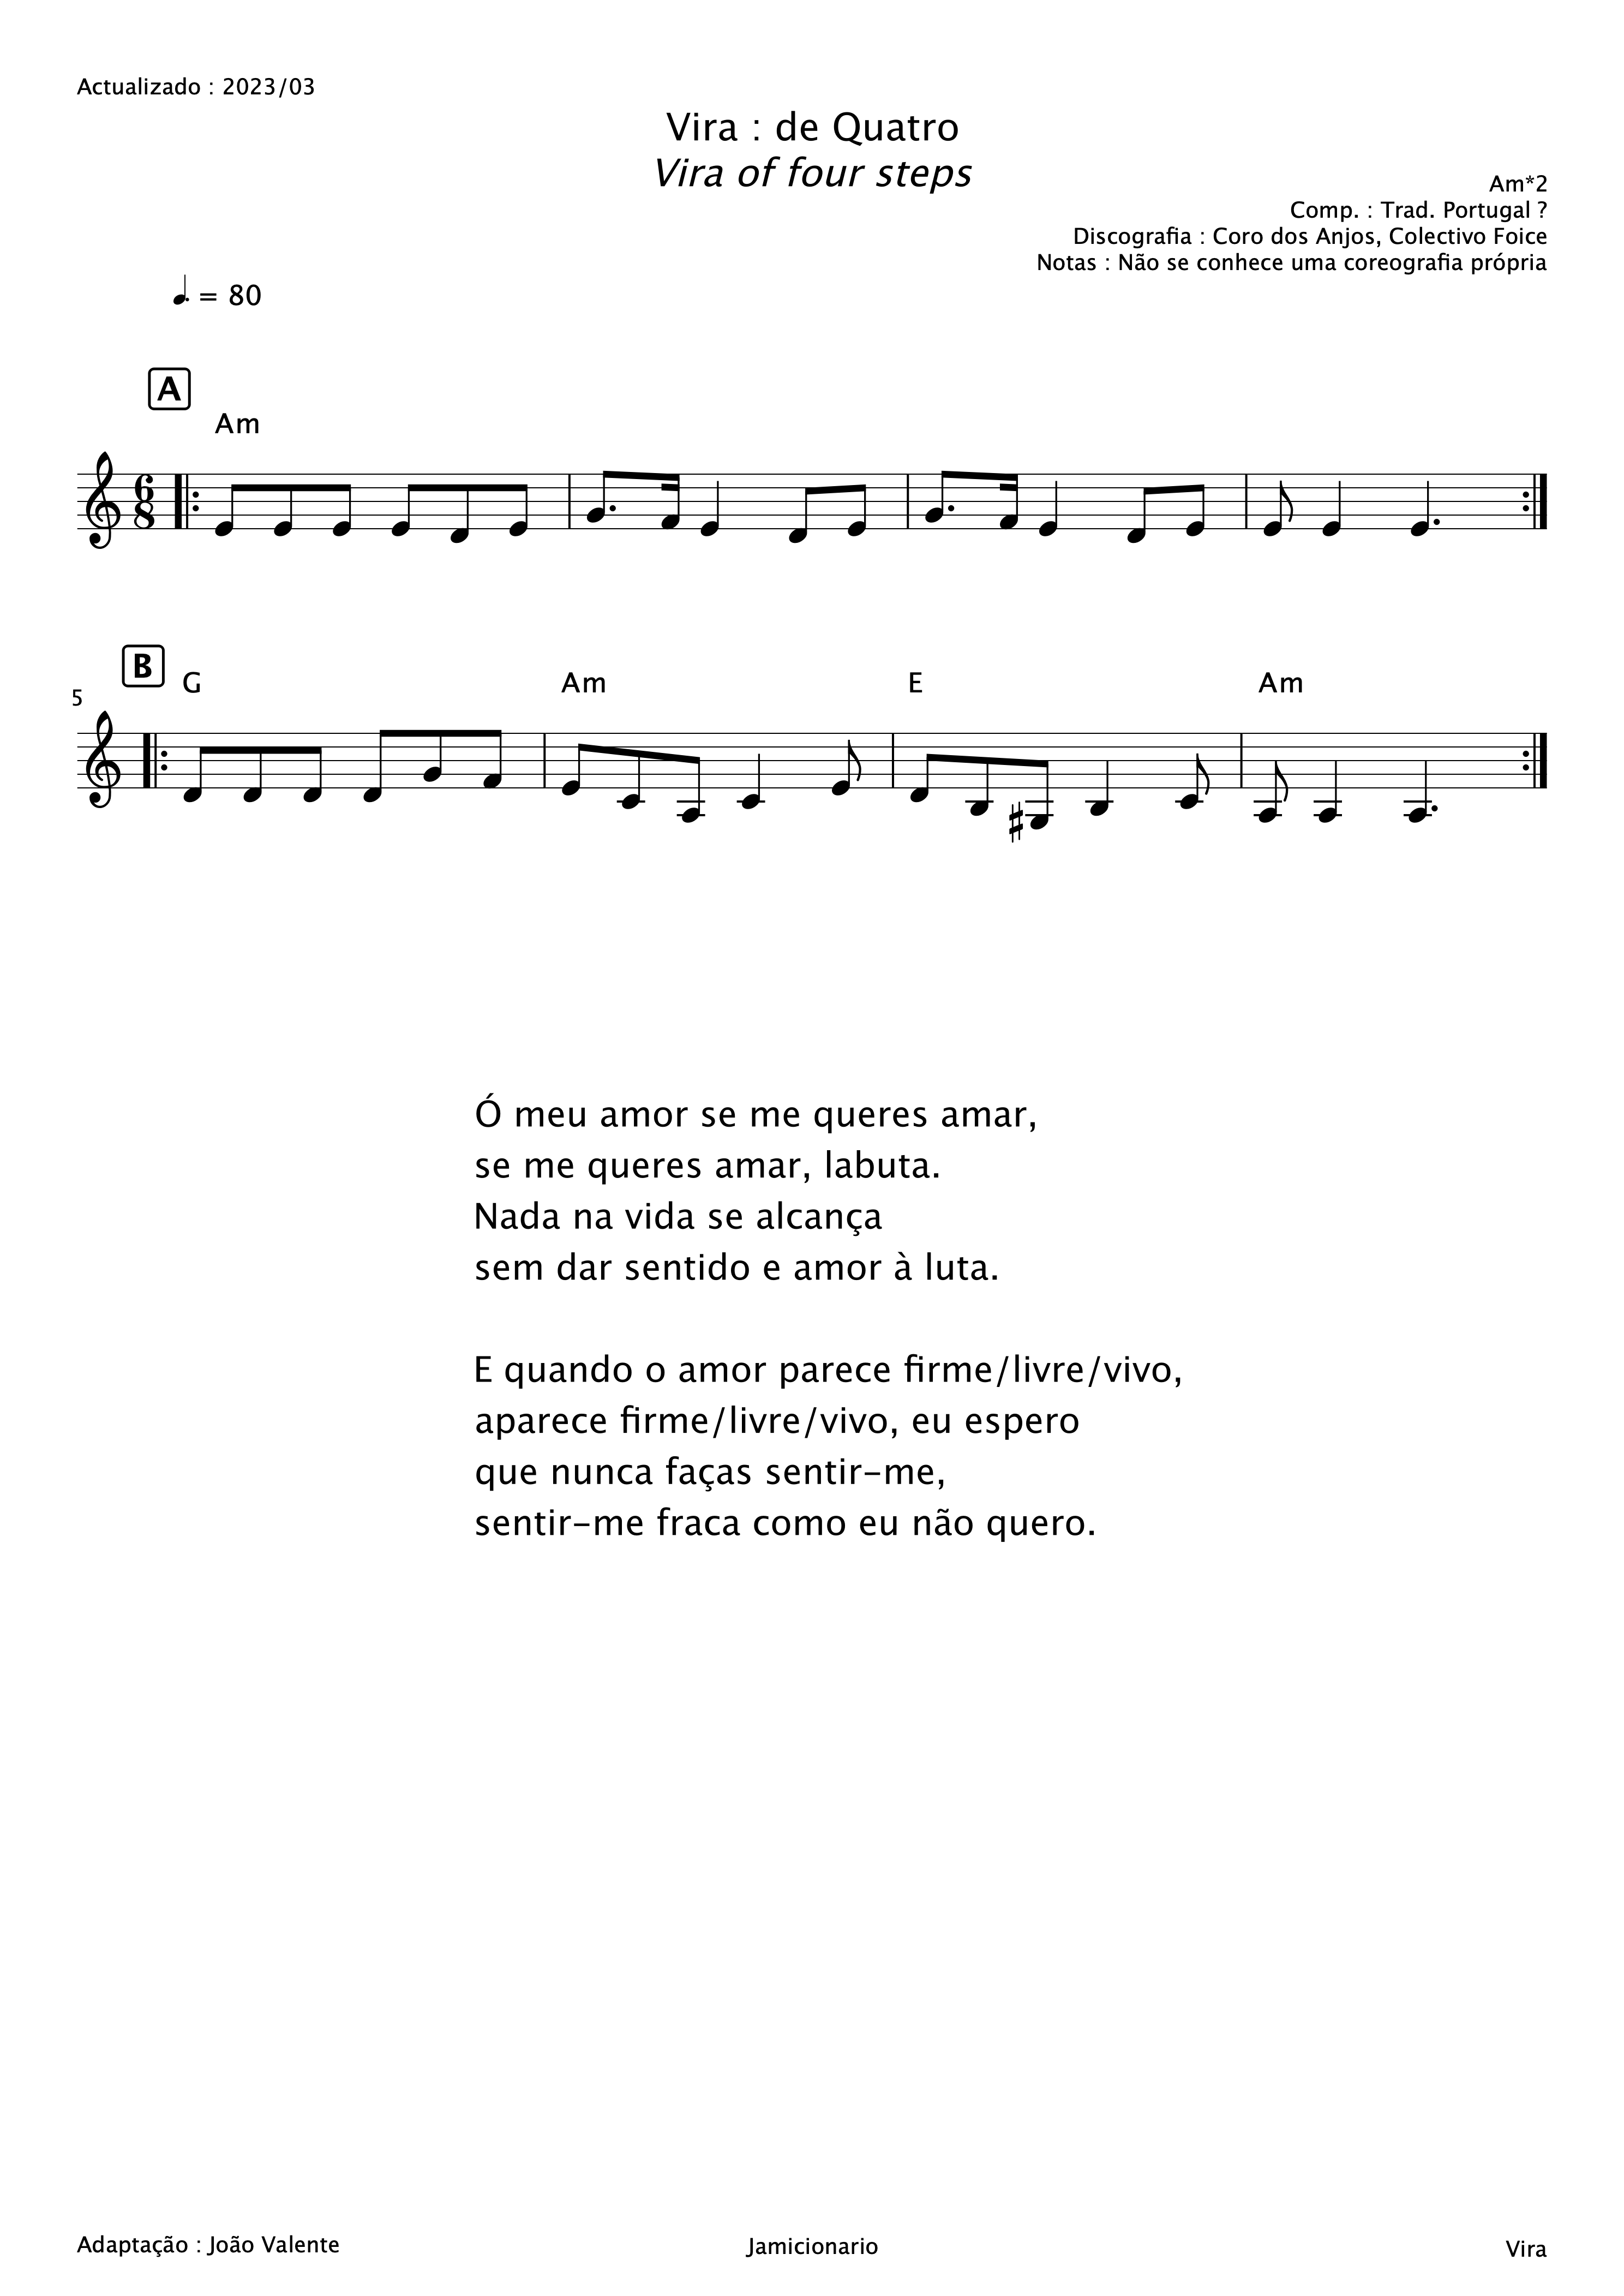 Actualizado : 2023/03
Vira : de Quatro
Vira of four steps
Am*2
Comp. : Trad. Portugal ?
Discografia : Coro dos Anjos, Colectivo Foice
Notas : Não se conhece uma coreografia própria
= 80
A
Am
6
8
B
G Am E Am
5
Ó meu amor se me queres amar,
se me queres amar, labuta.
Nada na vida se alcança
sem dar sentido e amor à luta.
E quando o amor parece firme/livre/vivo,
aparece firme/livre/vivo, eu espero
que nunca faças sentir-me,
sentir-me fraca como eu não quero.
Adaptação : João Valente
Jamicionario
Vira